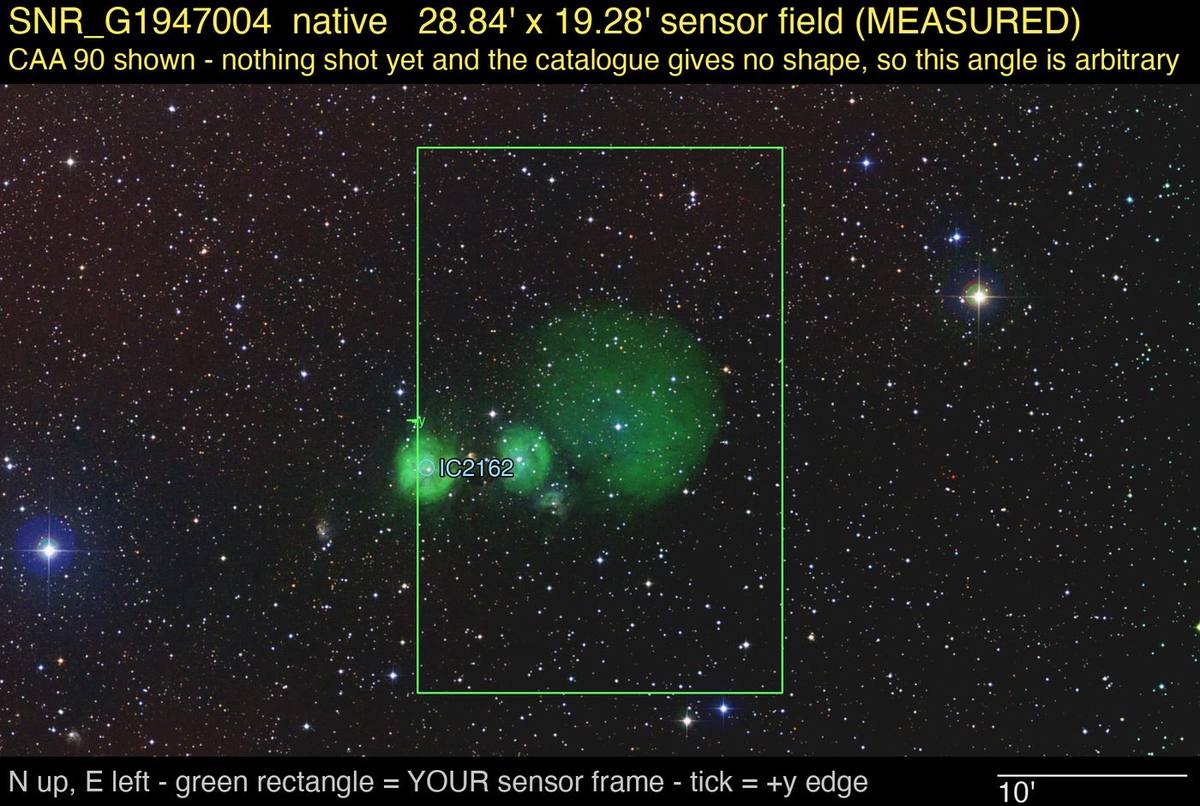 SNR_G1947004 native 28.84' x 19.28' sensor field (MEASURED)
CAA 90 shown - nothing shot yet and the catalogue gives no shape, so this angle is arbitrary
+y
IC2162
N up, E left - green rectangle = YOUR sensor frame - tick = +y edge
10'